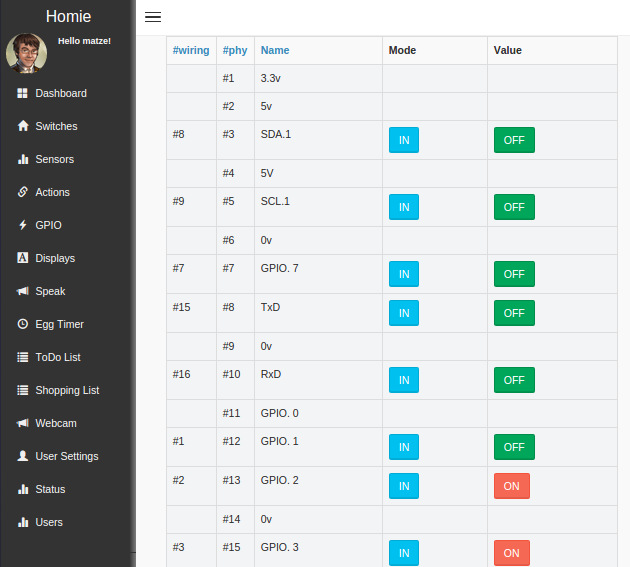 Homie
Hello matze!
Dashboard
Switches
Sensors
Actions
GPIO
Displays
Speak
Egg Timer
ToDo List
Shopping List
Webcam
User Settings
Status
Users
#wiring #phy Name Mode Value
#1 3.3v
#2 5v
#8 #3 SDA.1 IN OFF
#4 5V
#9 #5 SCL.1 IN OFF
#6 0v
#7 #7 GPIO. 7 IN OFF
#15 #8 TxD IN OFF
#9 0v
#16 #10 RxD IN OFF
#11 GPIO. 0
#1 #12 GPIO. 1 IN OFF
#2 #13 GPIO. 2 IN ON
#14 0v
#3 #15 GPIO. 3 IN ON